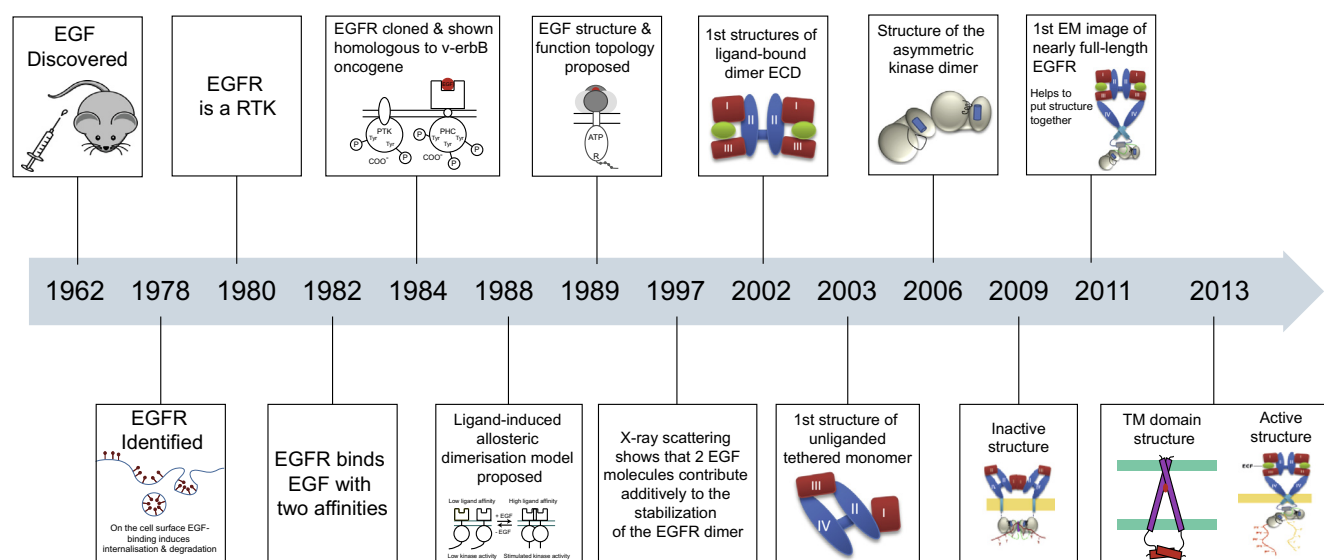 EGF
Discovered
EGFR
is a RTK
EGFR cloned & shown
homologous to v-erbB
oncogene
PTK
Tyr
Tyr
P
P
COO⁻
PHC
Tyr
Tyr
Tyr
P
P
P
COO⁻
EGF structure &
function topology
proposed
ATP
R
1st structures of
ligand-bound
dimer ECD
I
II
II
I
III
III
Structure of the
asymmetric
kinase dimer
1st EM image of
nearly full-length
EGFR
Helps to
put structure
together
I
I
II
II
III
III
IV
IV
1962 1978 1980 1982 1984 1988 1989 1997 2002 2003 2006 2009 2011 2013
EGFR
Identified
On the cell surface EGF-
binding induces
internalisation & degradation
EGFR binds
EGF with
two affinities
Ligand-induced
allosteric
dimerisation model
proposed
Low ligand affinity High ligand affinity
+ EGF
- EGF
Low kinase activity Stimulated kinase activity
X-ray scattering
shows that 2 EGF
molecules contribute
additively to the
stabilization
of the EGFR dimer
1st structure of
unliganded
tethered monomer
III
II
I
IV
Inactive
structure
TM domain
structure
Active
structure
EGF